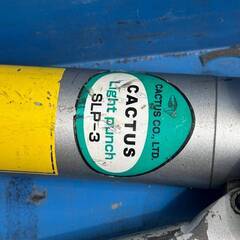 CACTUS CO., LTD.
CACTUS
Light punch
SLP-3